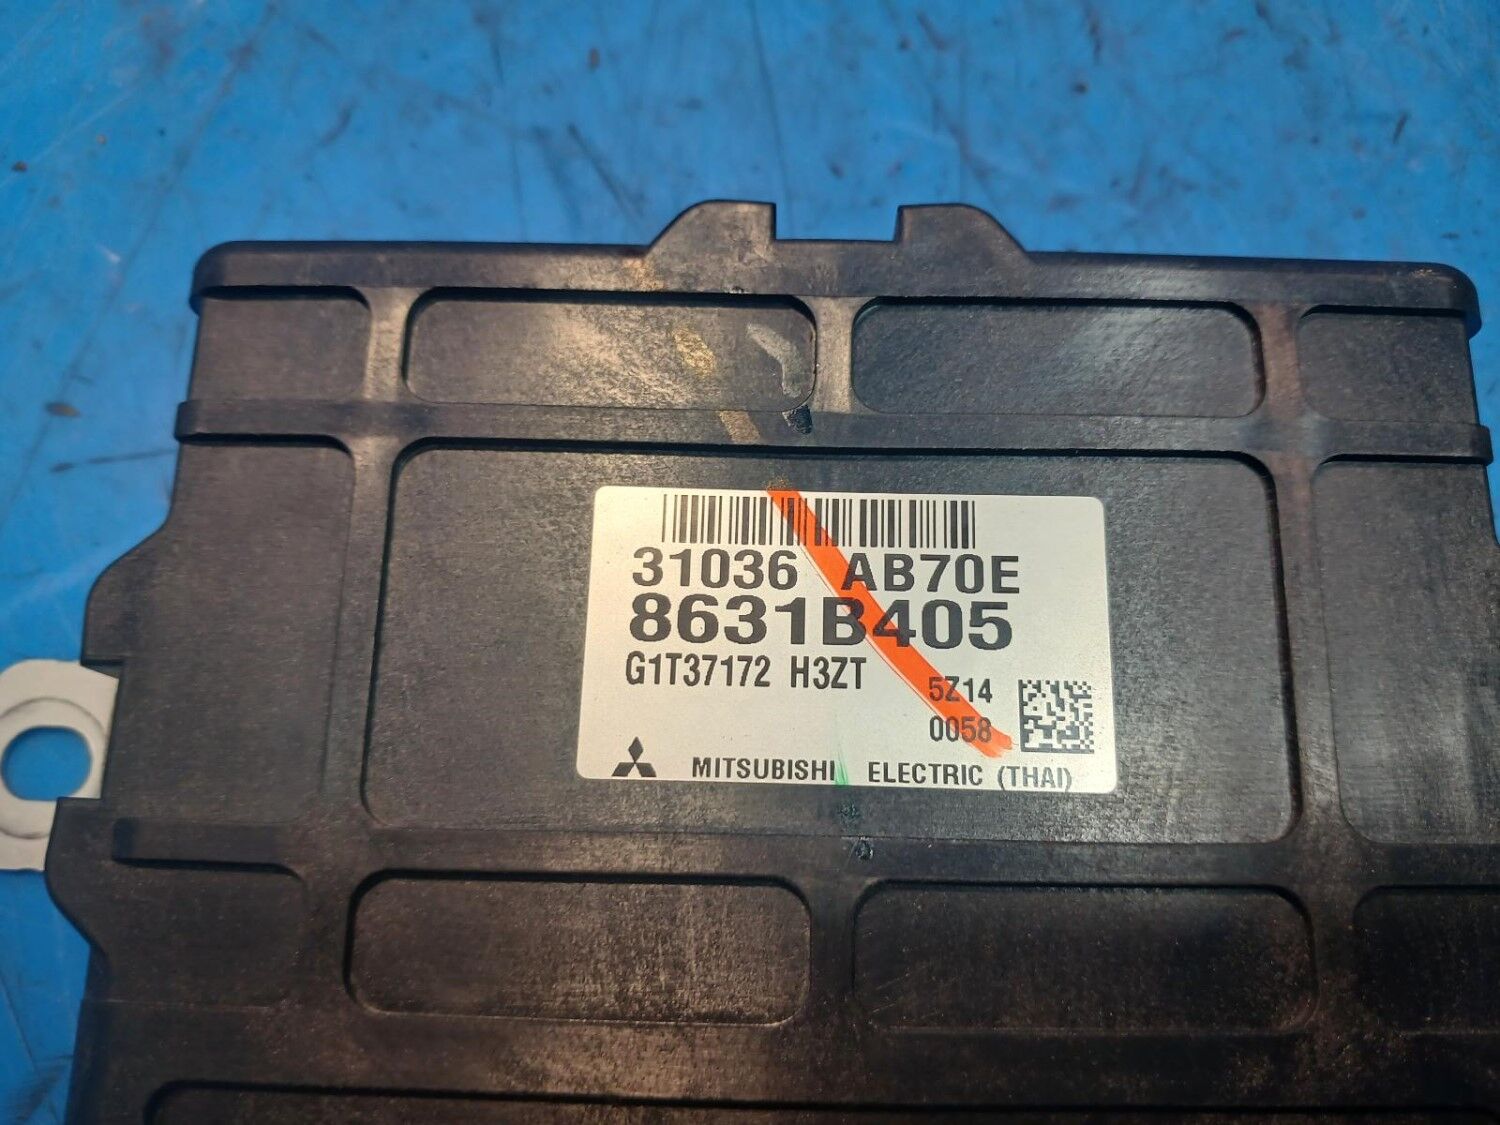 31036 AB70E
8631B405
G1T37172 H3ZT
5Z14
0058
MITSUBISHI ELECTRIC (THAI)